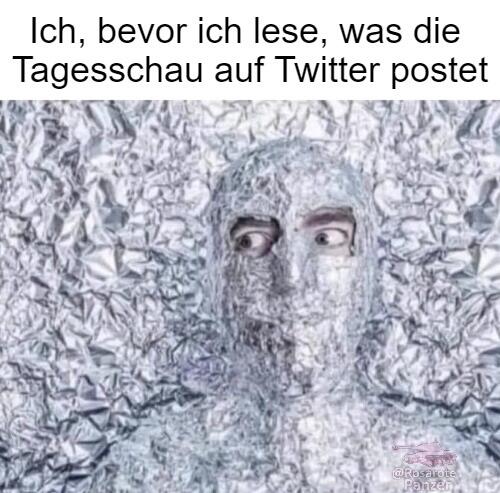 Ich, bevor ich lese, was die
Tagesschau auf Twitter postet
@Rosarote
Panzer